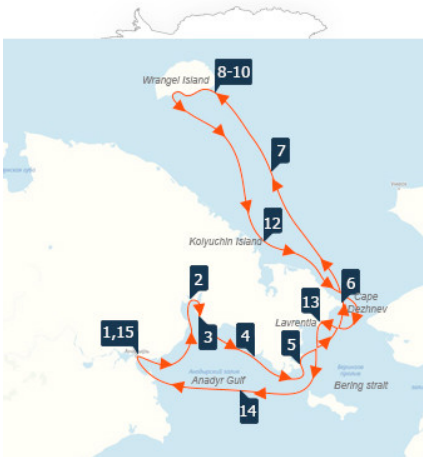 Wrangel Island
8-10
7
12
Kolyuchin Island
2
6
Cape
Dezhnev
13
Lavrentia
1,15
3
4
5
Anadyr Gulf
14
Bering strait